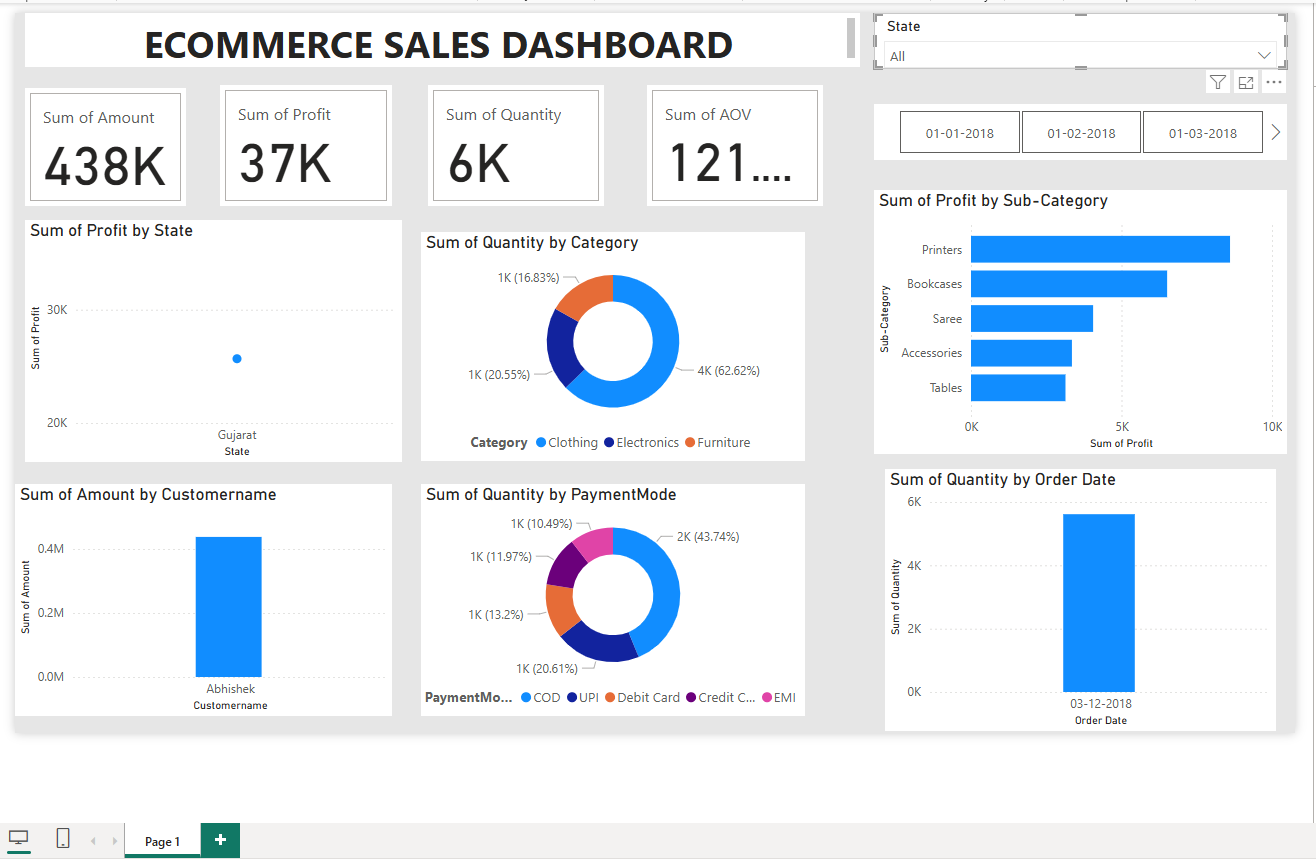 ECOMMERCE SALES DASHBOARD
State
All
Sum of Amount
438K
Sum of Profit
37K
Sum of Quantity
6K
Sum of AOV
121....
01-01-2018
01-02-2018
01-03-2018
Sum of Profit by State
Sum of Profit
30K
20K
Gujarat
State
Sum of Quantity by Category
1K (16.83%)
1K (20.55%)
4K (62.62%)
Category Clothing Electronics Furniture
Sum of Profit by Sub-Category
Sub-Category
Printers
Bookcases
Saree
Accessories
Tables
0K 5K 10K
Sum of Profit
Sum of Amount by Customername
Sum of Amount
0.4M
0.2M
0.0M
Abhishek
Customername
Sum of Quantity by PaymentMode
1K (10.49%)
2K (43.74%)
1K (11.97%)
1K (13.2%)
1K (20.61%)
PaymentMo... COD UPI Debit Card Credit C... EMI
Sum of Quantity by Order Date
Sum of Quantity
6K
4K
2K
0K
03-12-2018
Order Date
Page 1